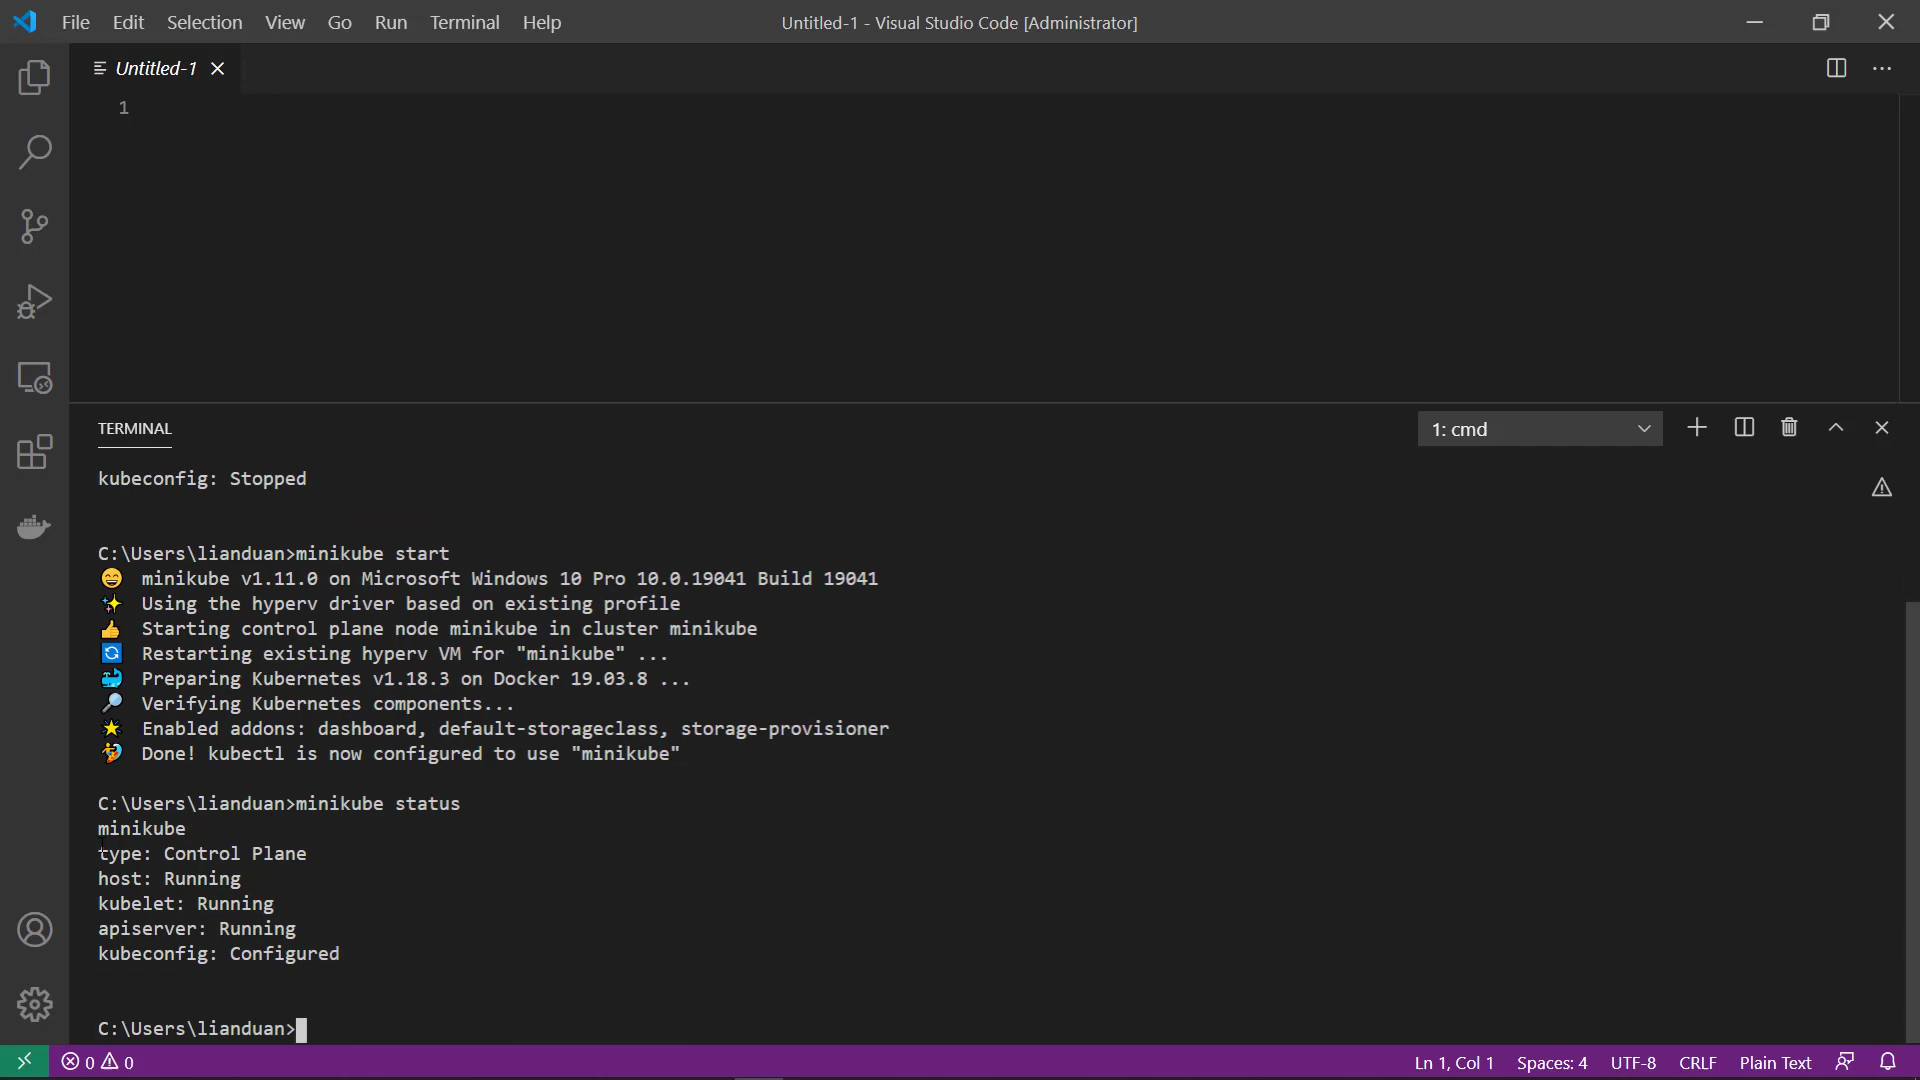 File Edit Selection View Go Run Terminal Help
Untitled-1 - Visual Studio Code [Administrator]
Untitled-1
1
TERMINAL
1: cmd
kubeconfig: Stopped
C:\Users\lianduan>minikube start
minikube v1.11.0 on Microsoft Windows 10 Pro 10.0.19041 Build 19041
Using the hyperv driver based on existing profile
Starting control plane node minikube in cluster minikube
Restarting existing hyperv VM for "minikube" ...
Preparing Kubernetes v1.18.3 on Docker 19.03.8 ...
Verifying Kubernetes components...
Enabled addons: dashboard, default-storageclass, storage-provisioner
Done! kubectl is now configured to use "minikube"
C:\Users\lianduan>minikube status
minikube
type: Control Plane
host: Running
kubelet: Running
apiserver: Running
kubeconfig: Configured
C:\Users\lianduan>
0 0
Ln 1, Col 1 Spaces: 4 UTF-8 CRLF Plain Text